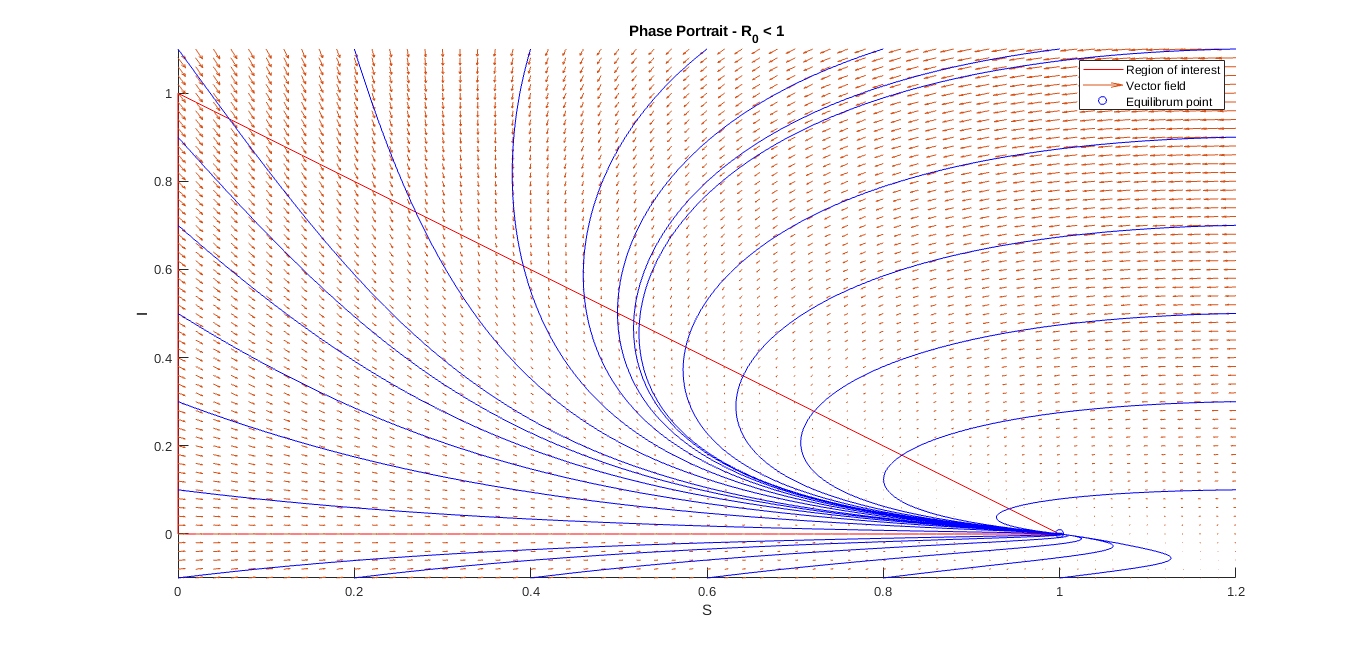 Phase Portrait - R0 < 1
Region of interest
Vector field
Equilibrum point
I
1
0.8
0.6
0.4
0.2
0
0
0.2
0.4
0.6
0.8
1
1.2
S